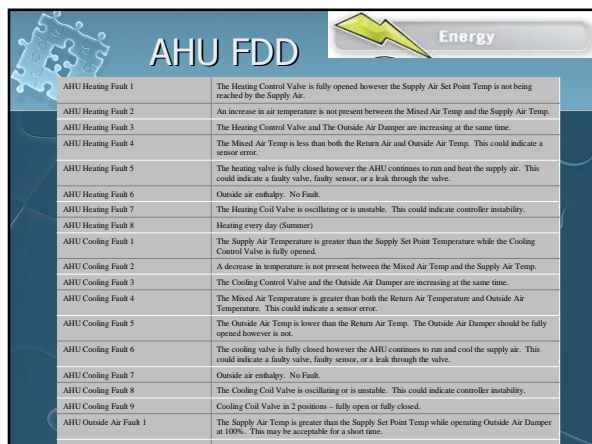 AHU FDD
Energy
AHU Heating Fault 1 The Heating Control Valve is fully opened however the Supply Air Set Point Temp is not being
reached by the Supply Air.
AHU Heating Fault 2 An increase in air temperature is not present between the Mixed Air Temp and the Supply Air Temp.
AHU Heating Fault 3 The Heating Control Valve and The Outside Air Damper are increasing at the same time.
AHU Heating Fault 4 The Mixed Air Temp is less than both the Return Air and Outside Air Temp. This could indicate a
sensor error.
AHU Heating Fault 5 The heating valve is fully closed however the AHU continues to run and heat the supply air. This
could indicate a faulty valve, faulty sensor, or a leak through the valve.
AHU Heating Fault 6 Outside air enthalpy. No Fault.
AHU Heating Fault 7 The Heating Coil Valve is oscillating or is unstable. This could indicate controller instability.
AHU Heating Fault 8 Heating every day (Summer)
AHU Cooling Fault 1 The Supply Air Temperature is greater than the Supply Set Point Temperature while the Cooling
Control Valve is fully opened.
AHU Cooling Fault 2 A decrease in temperature is not present between the Mixed Air Temp and the Supply Air Temp.
AHU Cooling Fault 3 The Cooling Control Valve and the Outside Air Damper are increasing at the same time.
AHU Cooling Fault 4 The Mixed Air Temperature is greater than both the Return Air Temperature and Outside Air
Temperature. This could indicate a sensor error.
AHU Cooling Fault 5 The Outside Air Temp is lower than the Return Air Temp. The Outside Air Damper should be fully
opened however is not.
AHU Cooling Fault 6 The cooling valve is fully closed however the AHU continues to run and cool the supply air. This
could indicate a faulty valve, faulty sensor, or a leak through the valve.
AHU Cooling Fault 7 Outside air enthalpy. No Fault.
AHU Cooling Fault 8 The Cooling Coil Valve is oscillating or is unstable. This could indicate controller instability.
AHU Cooling Fault 9 Cooling Coil Valve in 2 positions – fully open or fully closed.
AHU Outside Air Fault 1 The Supply Air Temp is greater than the Supply Set Point Temp while operating Outside Air Damper
at 100%. This may be acceptable for a short time.